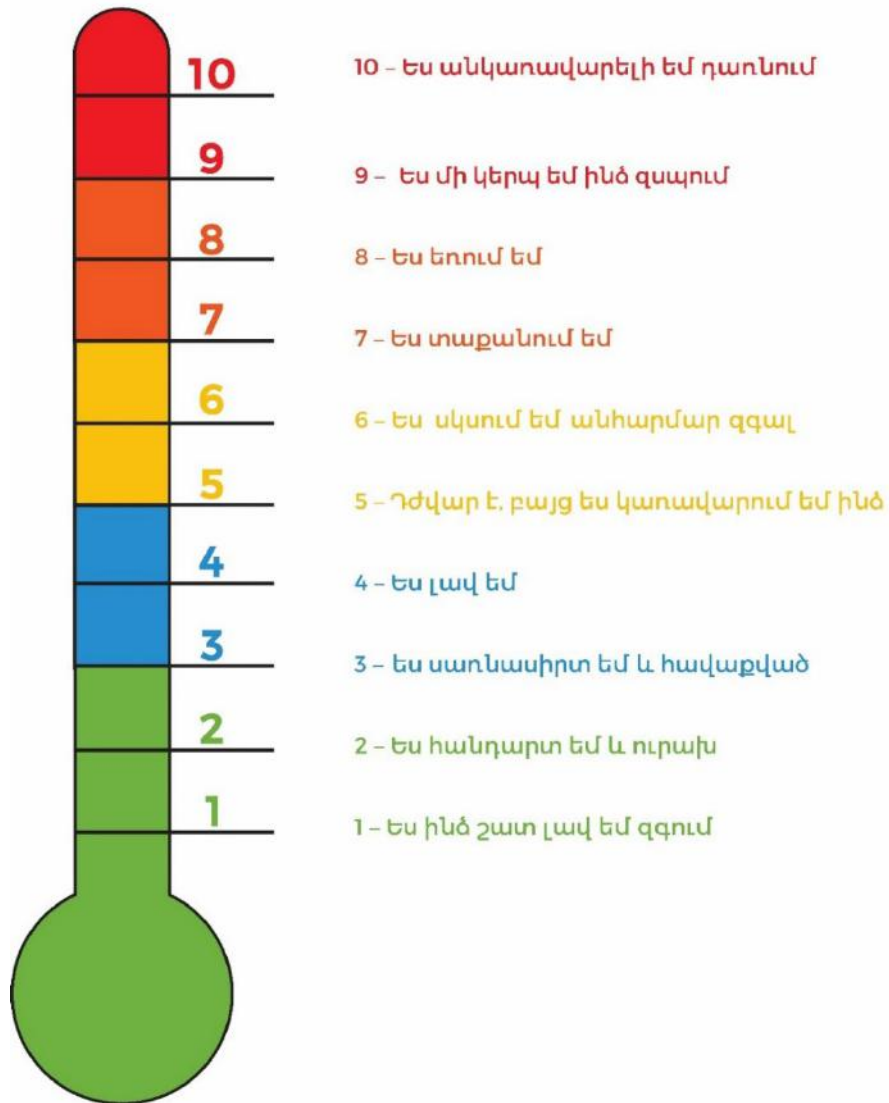 10
10 – Ես անկառավարելի եմ դառնում
9
9 – Ես մի կերպ եմ ինձ զսպում
8
8 – Ես եռում եմ
7
7 – Ես տաքանում եմ
6
6 – Ես սկսում եմ անհարմար զգալ
5
5 – Դժվար է, բայց ես կառավարում եմ ինձ
4
4 – Ես լավ եմ
3
3 – ես սառնասիրտ եմ և հավաքված
2
2 – Ես հանդարտ եմ և ուրախ
1
1 – Ես ինձ շատ լավ եմ զգում